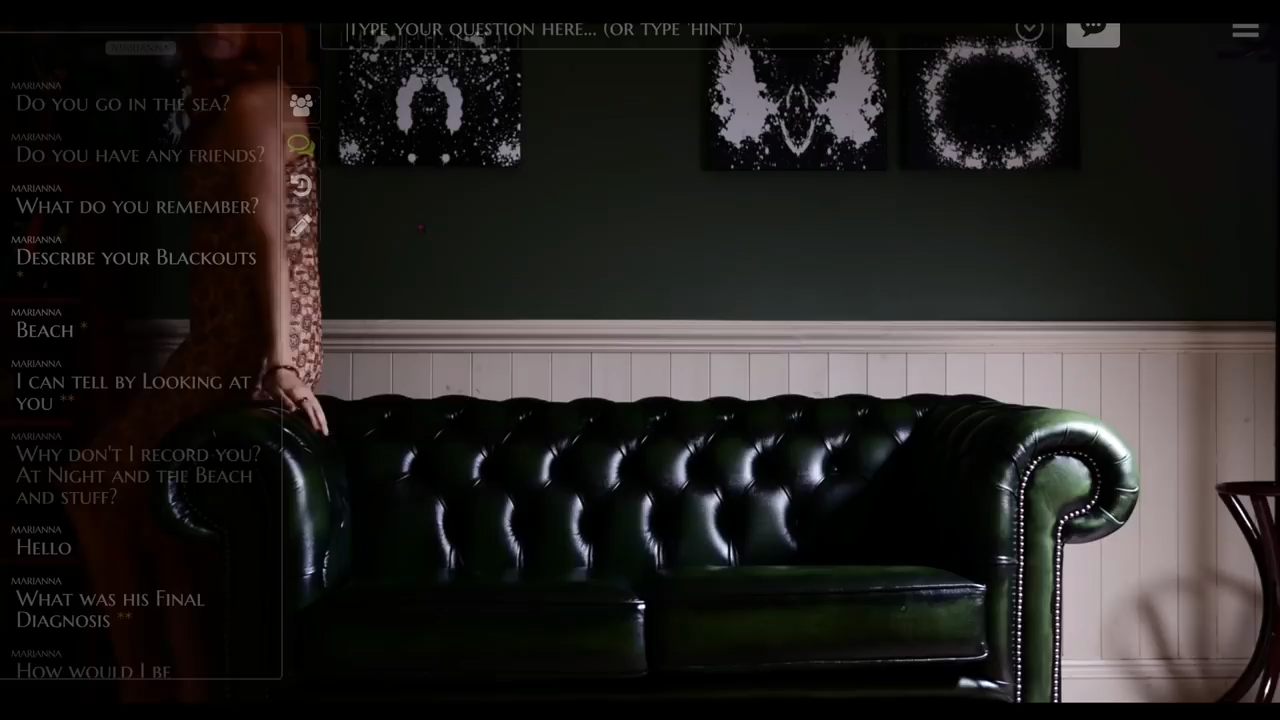 Type your question here... (or type 'hint')
Marianna
Marianna
Do you go in the sea?
Marianna
Do you have any friends?
Marianna
What do you remember?
Marianna
Describe your Blackouts
*
Marianna
Beach *
Marianna
I can tell by Looking at
you **
Marianna
Why don't I record you?
At Night and the Beach
and stuff?
Marianna
Hello
Marianna
What was his Final
Diagnosis **
Marianna
How would I be